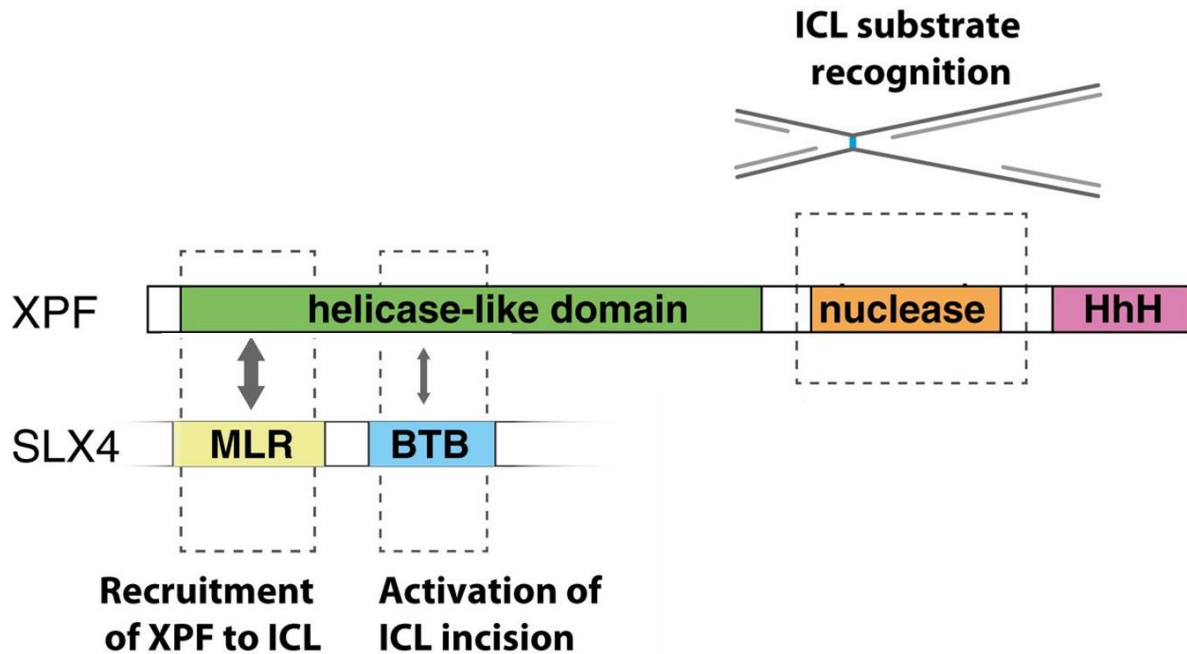 ICL substrate
recognition
XPF
helicase-like domain
nuclease
HhH
SLX4
MLR
BTB
Recruitment
of XPF to ICL
Activation of
ICL incision